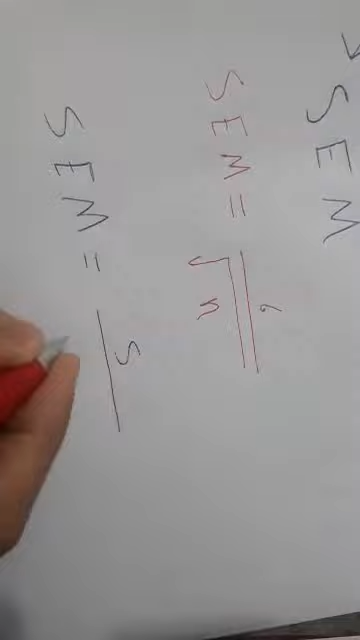 SEM
SEM = σ/√n
SEM = S